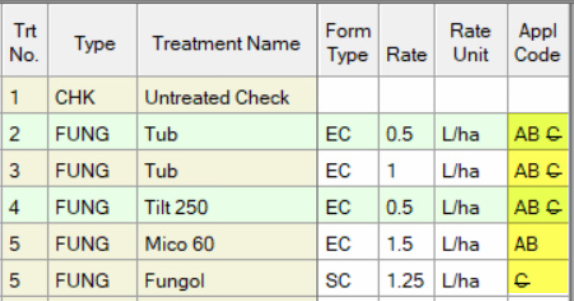 Trt No. Type Treatment Name Form Type Rate Rate Unit Appl Code
1 CHK Untreated Check
2 FUNG Tub EC 0.5 L/ha AB C
3 FUNG Tub EC 1 L/ha AB C
4 FUNG Tilt 250 EC 0.5 L/ha AB C
5 FUNG Mico 60 EC 1.5 L/ha AB
5 FUNG Fungol SC 1.25 L/ha C